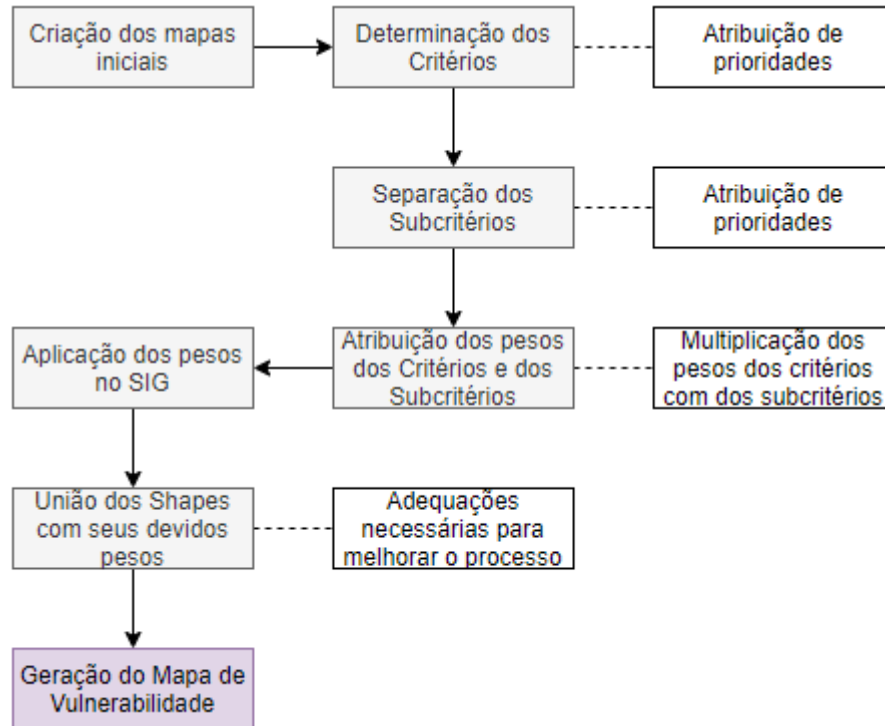 Criação dos mapas
iniciais
Determinação dos
Critérios
Atribuição de
prioridades
Separação dos
Subcritérios
Atribuição de
prioridades
Aplicação dos pesos
no SIG
Atribuição dos pesos
dos Critérios e dos
Subcritérios
Multiplicação dos
pesos dos critérios
com dos subcritérios
União dos Shapes
com seus devidos
pesos
Adequações
necessárias para
melhorar o processo
Geração do Mapa de
Vulnerabilidade